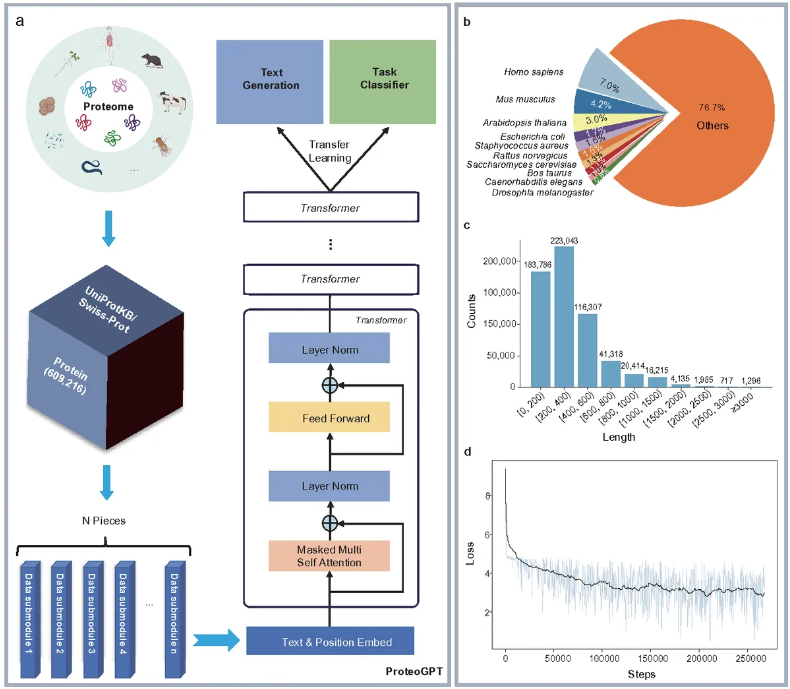 a
Proteome
...
UniProtKB/
Swiss-Prot
Protein
(609,216)
N Pieces
Data submodule 1
Data submodule 2
Data submodule 3
Data submodule 4
...
Data submodule n
Text
Generation
Task
Classifier
Transfer
Learning
Transformer
...
Transformer
Transformer
Layer Norm
Feed Forward
Layer Norm
Masked Multi
Self Attention
Text & Position Embed
ProteoGPT
b
Homo sapiens
Mus musculus
Arabidopsis thaliana
Escherichia coli
Staphyococcus aureus
Rattus norvegicus
Saccharomyces cerevisiae
Bos taurus
Caenorhabditis elegans
Drosophla melanogaster
7.0%
4.2%
3.0%
76.7%
Others
c
Counts
200,000
150,000
100,000
50,000
0
183,786
223,043
116,307
41,318
20,414
16,215
4,135
1,985
717
1,296
[0, 200)
[200, 400)
[400, 600)
[600, 800)
[800, 1000)
[1000, 1500)
[1500, 2000)
[2000, 2500)
[2500, 3000)
≥3000
Length
d
Loss
8
6
4
2
0
50000
100000
150000
200000
250000
Steps